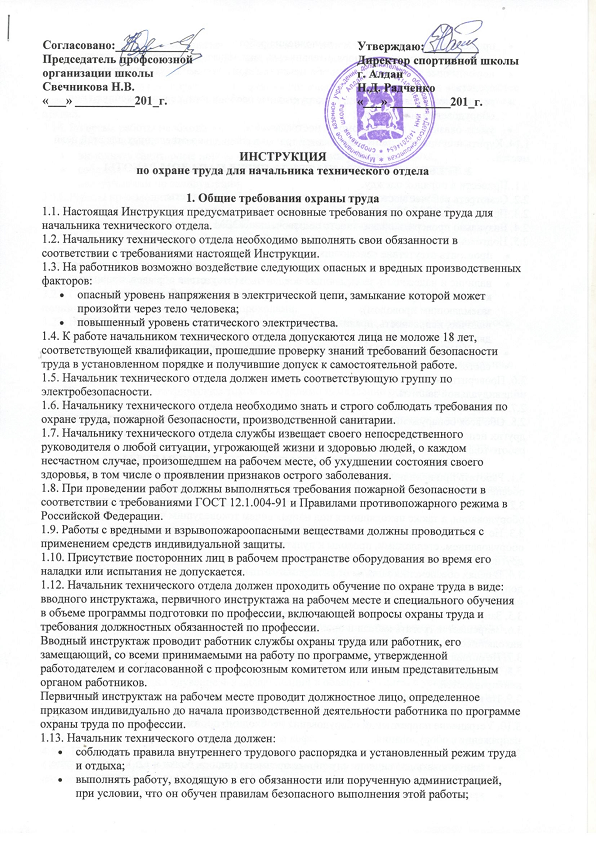 Согласовано:____________
Председатель профсоюзной
организации школы
Свечникова Н.В.
«___» __________201_г.
Утверждаю:
Директор спортивной школы
г. Алдан
Н.Д. Радченко
«___»____________201_г.
ИНСТРУКЦИЯ
по охране труда для начальника технического отдела
1. Общие требования охраны труда
1.1. Настоящая Инструкция предусматривает основные требования по охране труда для
начальника технического отдела.
1.2. Начальнику технического отдела необходимо выполнять свои обязанности в
соответствии с требованиями настоящей Инструкции.
1.3. На работников возможно воздействие следующих опасных и вредных производственных
факторов:
• опасный уровень напряжения в электрической цепи, замыкание которой может
произойти через тело человека;
• повышенный уровень статического электричества.
1.4. К работе начальником технического отдела допускаются лица не моложе 18 лет,
соответствующей квалификации, прошедшие проверку знаний требований безопасности
труда в установленном порядке и получившие допуск к самостоятельной работе.
1.5. Начальник технического отдела должен иметь соответствующую группу по
электробезопасности.
1.6. Начальнику технического отдела необходимо знать и строго соблюдать требования по
охране труда, пожарной безопасности, производственной санитарии.
1.7. Начальнику технического отдела службы извещает своего непосредственного
руководителя о любой ситуации, угрожающей жизни и здоровью людей, о каждом
несчастном случае, произошедшем на рабочем месте, об ухудшении состояния своего
здоровья, в том числе о проявлении признаков острого заболевания.
1.8. При проведении работ должны выполняться требования пожарной безопасности в
соответствии с требованиями ГОСТ 12.1.004-91 и Правилами противопожарного режима в
Российской Федерации.
1.9. Работы с вредными и взрывопожароопасными веществами должны проводиться с
применением средств индивидуальной защиты.
1.10. Присутствие посторонних лиц в рабочем пространстве оборудования во время его
наладки или испытания не допускается.
1.12. Начальник технического отдела должен проходить обучение по охране труда в виде:
вводного инструктажа, первичного инструктажа на рабочем месте и специального обучения
в объеме программы подготовки по профессии, включающей вопросы охраны труда и
требования должностных обязанностей по профессии.
Вводный инструктаж проводит работник службы охраны труда или работник, его
замещающий, со всеми принимаемыми на работу по программе, утвержденной
работодателем и согласованной с профсоюзным комитетом или иным представительным
органом работников.
Первичный инструктаж на рабочем месте проводит должностное лицо, определенное
приказом индивидуально до начала производственной деятельности работника по программе
охраны труда по профессии.
1.13. Начальник технического отдела должен:
• соблюдать правила внутреннего трудового распорядка и установленный режим труда
и отдыха;
• выполнять работу, входящую в его обязанности или порученную администрацией,
при условии, что он обучен правилам безопасного выполнения этой работы;